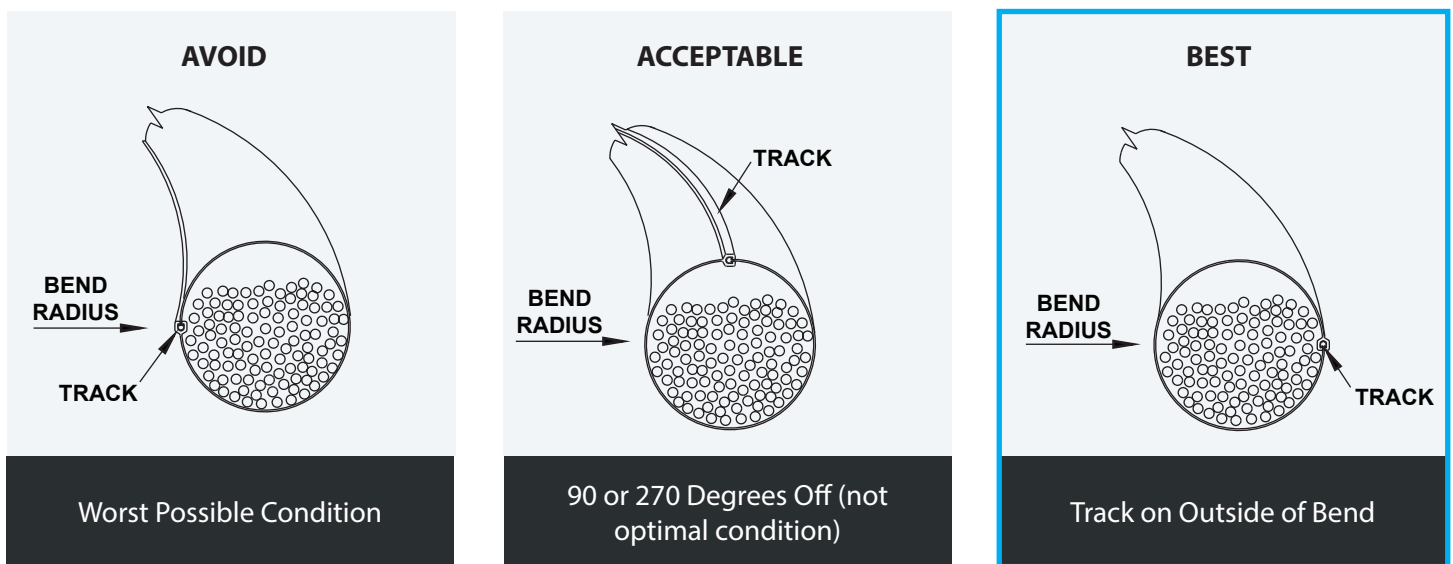 AVOID
BEND
RADIUS
TRACK
Worst Possible Condition
ACCEPTABLE
TRACK
BEND
RADIUS
90 or 270 Degrees Off (not
optimal condition)
BEST
BEND
RADIUS
TRACK
Track on Outside of Bend